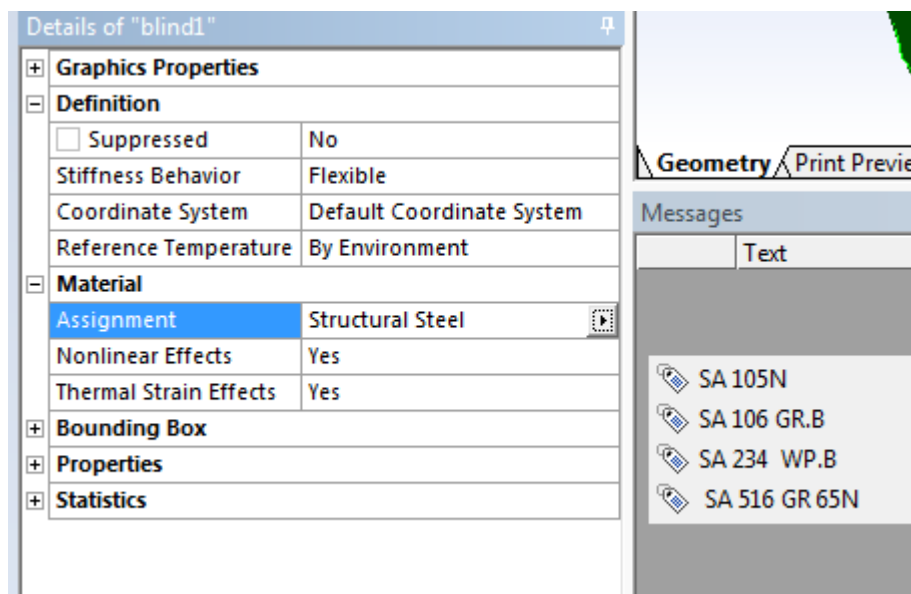 Details of "blind1"
Graphics Properties
Definition
Suppressed No
Stiffness Behavior Flexible
Coordinate System Default Coordinate System
Reference Temperature By Environment
Material
Assignment Structural Steel
Nonlinear Effects Yes
Thermal Strain Effects Yes
Bounding Box
Properties
Statistics
Geometry Print Previe
Messages
Text
SA 105N
SA 106 GR.B
SA 234 WP.B
SA 516 GR 65N